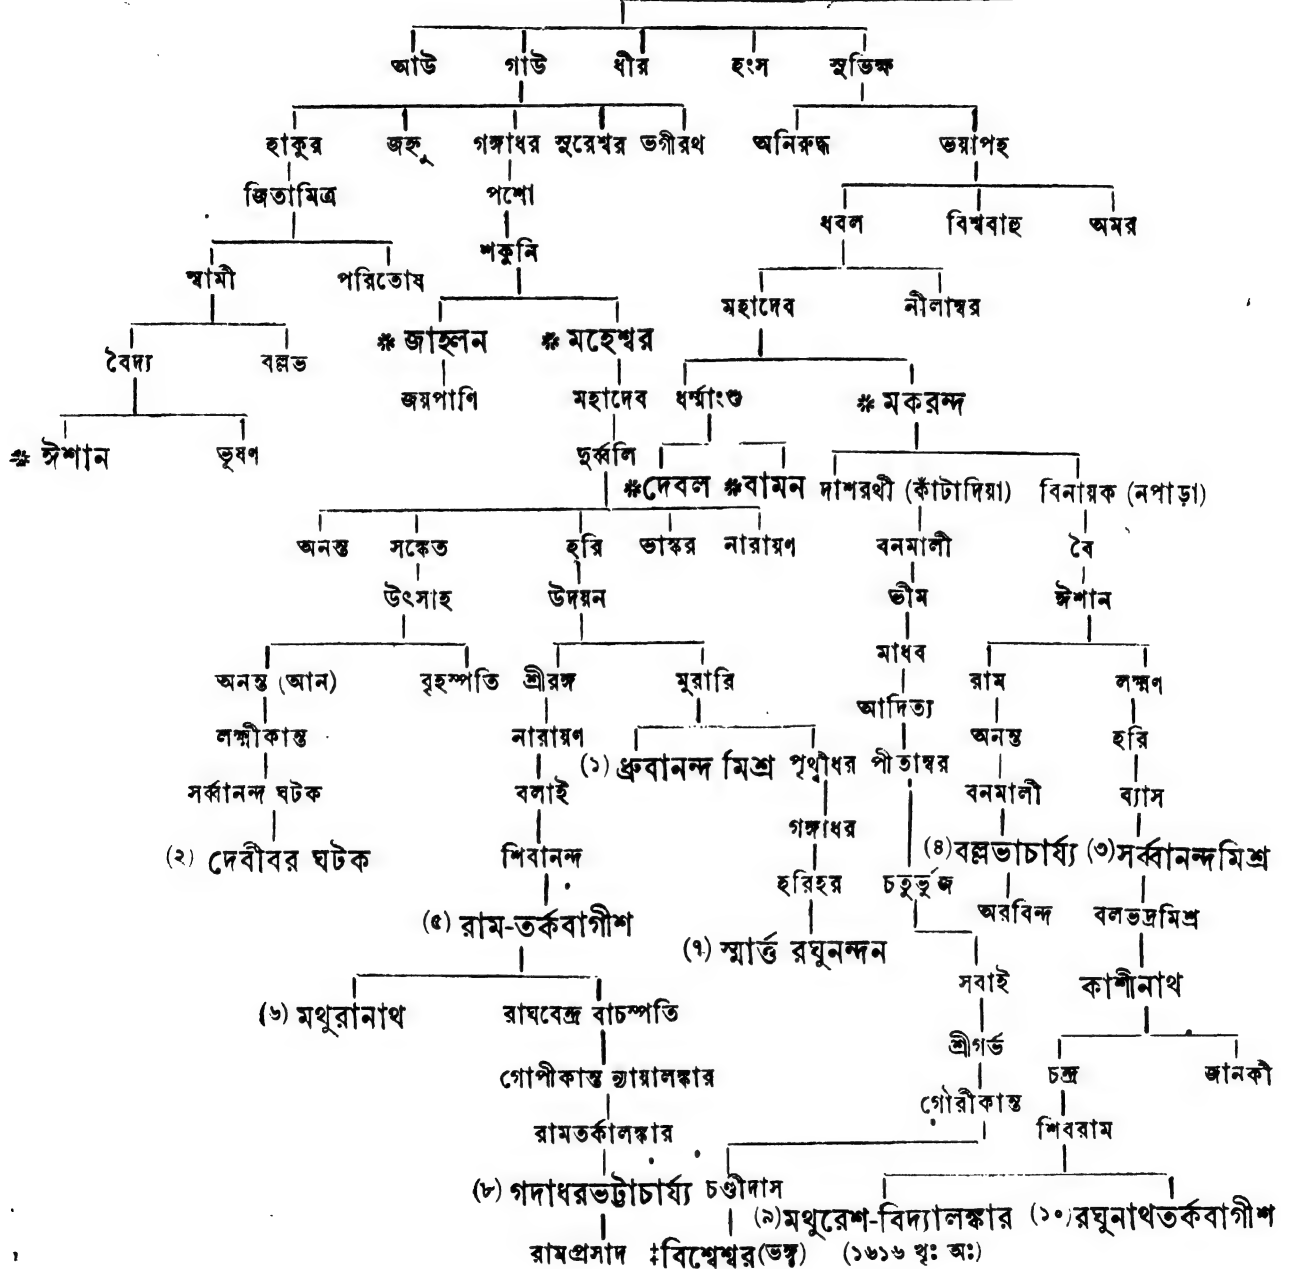 আউ গাউ ধীর হংস সুভিক্ষ
হাকুর জহ্নু গঙ্গাধর সুরেশ্বর ভগীরথ অনিরুদ্ধ ভয়াপহ
জিতামিত্র পশো
ধবল বিশ্ববাহু অমর
শকুনি
স্বামী পরিতোষ
মহাদেব নীলাম্বর
* জাহ্লন * মহেশ্বর
বৈদ্য বল্লভ
জয়পাণি মহাদেব ধর্ম্মাংশু * মকরন্দ
* ঈশান ভূষণ দুর্ব্বলি
*দেবল *বামন দাশরথী (কাঁটাদিয়া) বিনায়ক (নপাড়া)
অনন্ত সঙ্কেত হরি ভাস্কর নারায়ণ বনমালী বৈ
উৎসাহ উদয়ন ভীম ঈশান
মাধব
অনন্ত (আন) বৃহস্পতি শ্রীরঙ্গ মুরারি রাম লক্ষ্মণ
আদিত্য
লক্ষ্মীকান্ত নারায়ণ অনন্ত হরি
(১) ধ্রুবানন্দ মিশ্র পৃথ্বীধর পীতাম্বর
সর্ব্বানন্দ ঘটক বলাই বনমালী ব্যাস
গঙ্গাধর
(২) দেবীবর ঘটক শিবানন্দ (৪) বল্লভাচার্য্য (৩) সর্ব্বানন্দমিশ্র
হরিহর চতুর্ভুজ
(৫) রাম-তর্কবাগীশ অরবিন্দ বলভদ্রমিশ্র
(৭) স্মার্ত্ত রঘুনন্দন
সবাই কাশীনাথ
(৬) মথুরানাথ রাঘবেন্দ্র বাচস্পতি
শ্রীগর্ভ
গোপীকান্ত ন্যায়ালঙ্কার চন্দ্র জানকী
গৌরীকান্ত
রামতর্কালঙ্কার শিবরাম
(৮) গদাধরভট্টাচার্য্য চণ্ডীদাস
(৯) মথুরেশ-বিদ্যালঙ্কার (১০) রঘুনাথতর্কবাগীশ
রামপ্রসাদ ‡বিশ্বেশ্বর (ভঙ্গ) (১৬১৬ খৃঃ অঃ)